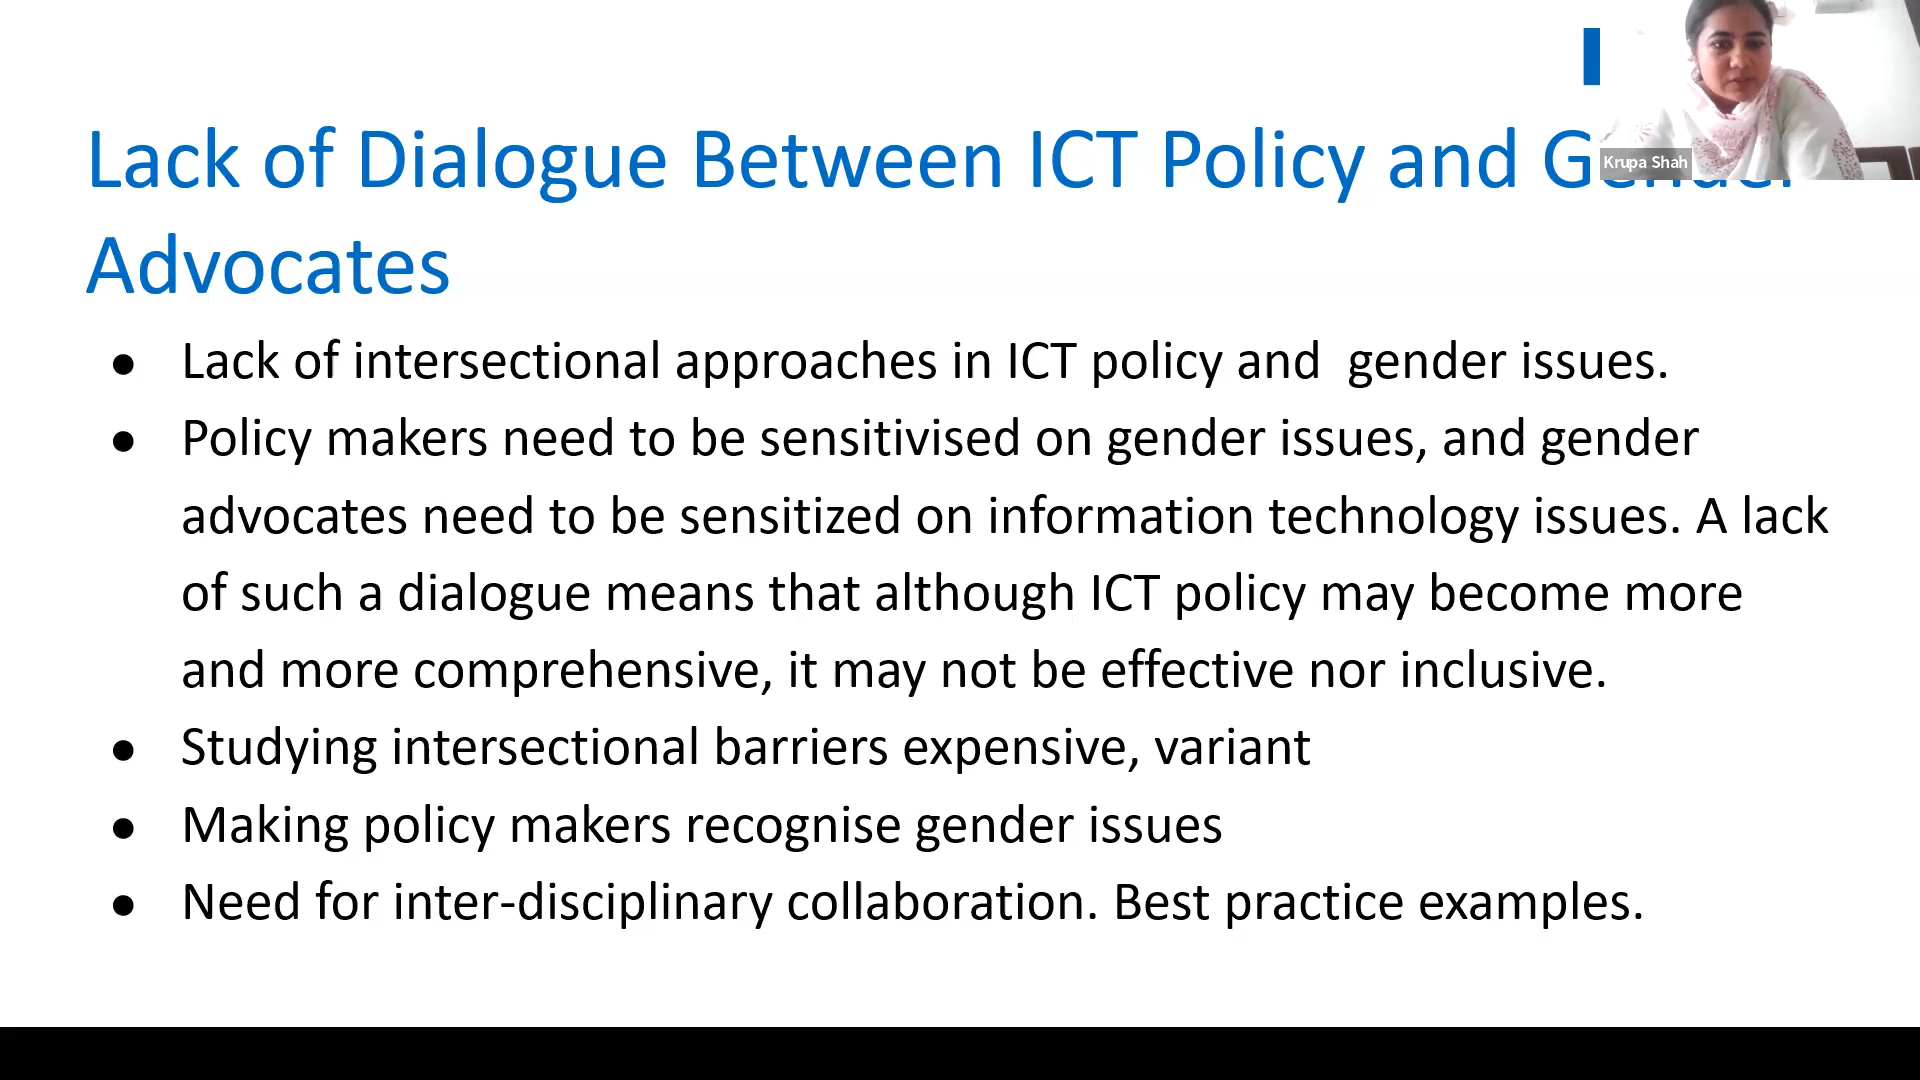 Lack of Dialogue Between ICT Policy and Gender
Krupa Shah
Advocates
● Lack of intersectional approaches in ICT policy and  gender issues.
● Policy makers need to be sensitivised on gender issues, and gender
advocates need to be sensitized on information technology issues. A lack
of such a dialogue means that although ICT policy may become more
and more comprehensive, it may not be effective nor inclusive.
● Studying intersectional barriers expensive, variant
● Making policy makers recognise gender issues
● Need for inter-disciplinary collaboration. Best practice examples.